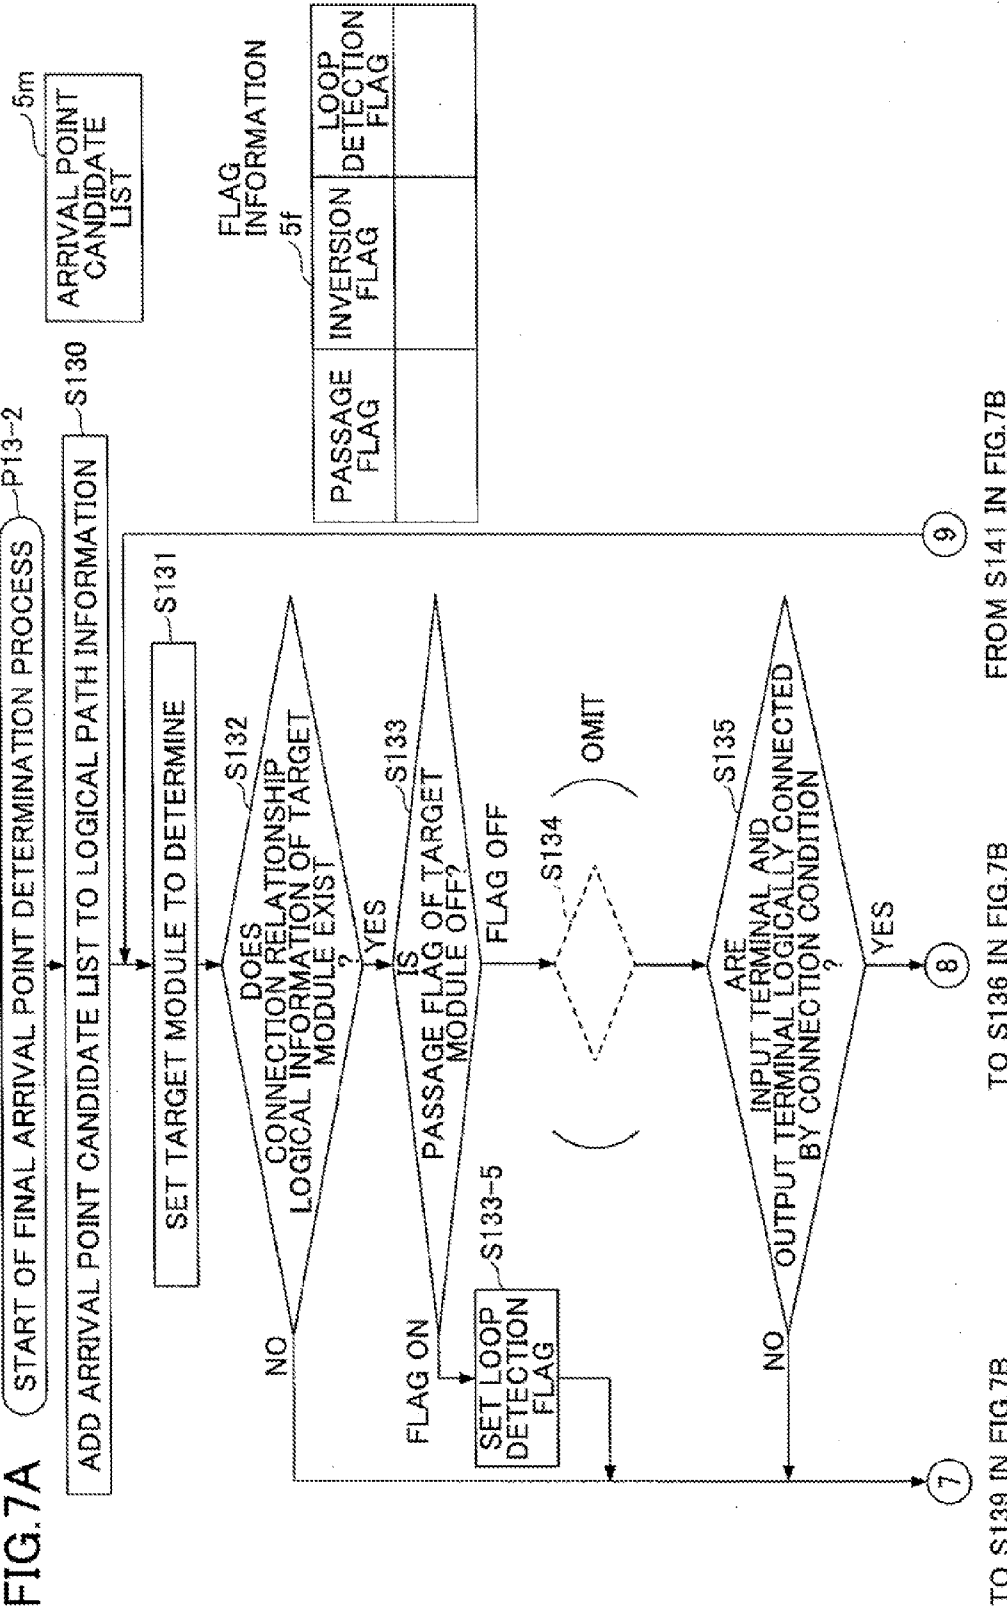 FIG.7A
START OF FINAL ARRIVAL POINT DETERMINATION PROCESS
P13-2
ADD ARRIVAL POINT CANDIDATE LIST TO LOGICAL PATH INFORMATION
S130
ARRIVAL POINT
CANDIDATE
LIST
5m
SET TARGET MODULE TO DETERMINE
S131
FLAG
INFORMATION
5f
PASSAGE
FLAG
INVERSION
FLAG
LOOP
DETECTION
FLAG
DOES
CONNECTION RELATIONSHIP
LOGICAL INFORMATION OF TARGET
MODULE EXIST
?
S132
NO
YES
IS
PASSAGE FLAG OF TARGET
MODULE OFF?
S133
FLAG ON
FLAG OFF
SET LOOP
DETECTION
FLAG
S133-5
S134
OMIT
ARE
INPUT TERMINAL AND
OUTPUT TERMINAL LOGICALLY CONNECTED
BY CONNECTION CONDITION
?
S135
NO
YES
7
8
9
TO S139 IN FIG.7B
TO S136 IN FIG.7B
FROM S141 IN FIG.7B